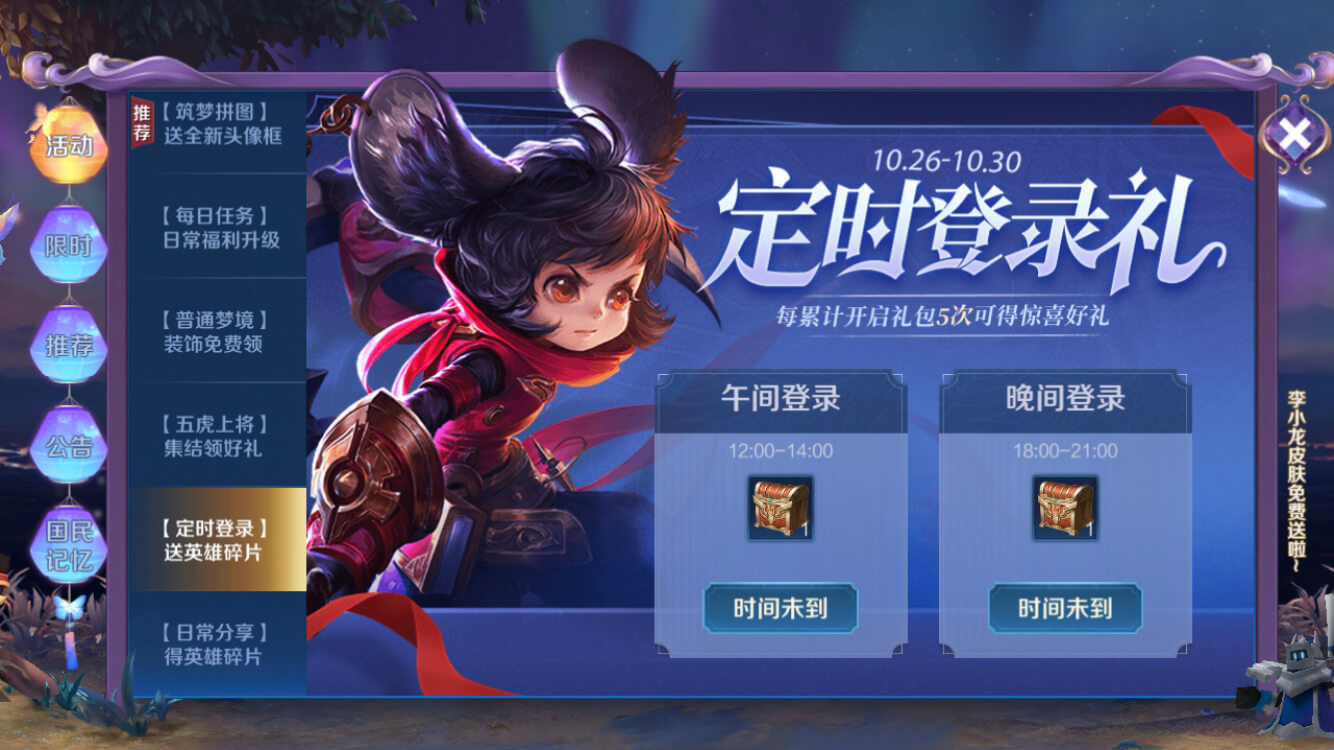 活动
限时
推荐
公告
国民
记忆
推荐
【筑梦拼图】
送全新头像框
【每日任务】
日常福利升级
【普通梦境】
装饰免费领
【五虎上将】
集结领好礼
【定时登录】
送英雄碎片
【日常分享】
得英雄碎片
10.26-10.30
定时登录礼
每累计开启礼包5次可得惊喜好礼
午间登录
12:00-14:00
1
时间未到
晚间登录
18:00-21:00
1
时间未到
李小龙皮肤免费送啦~